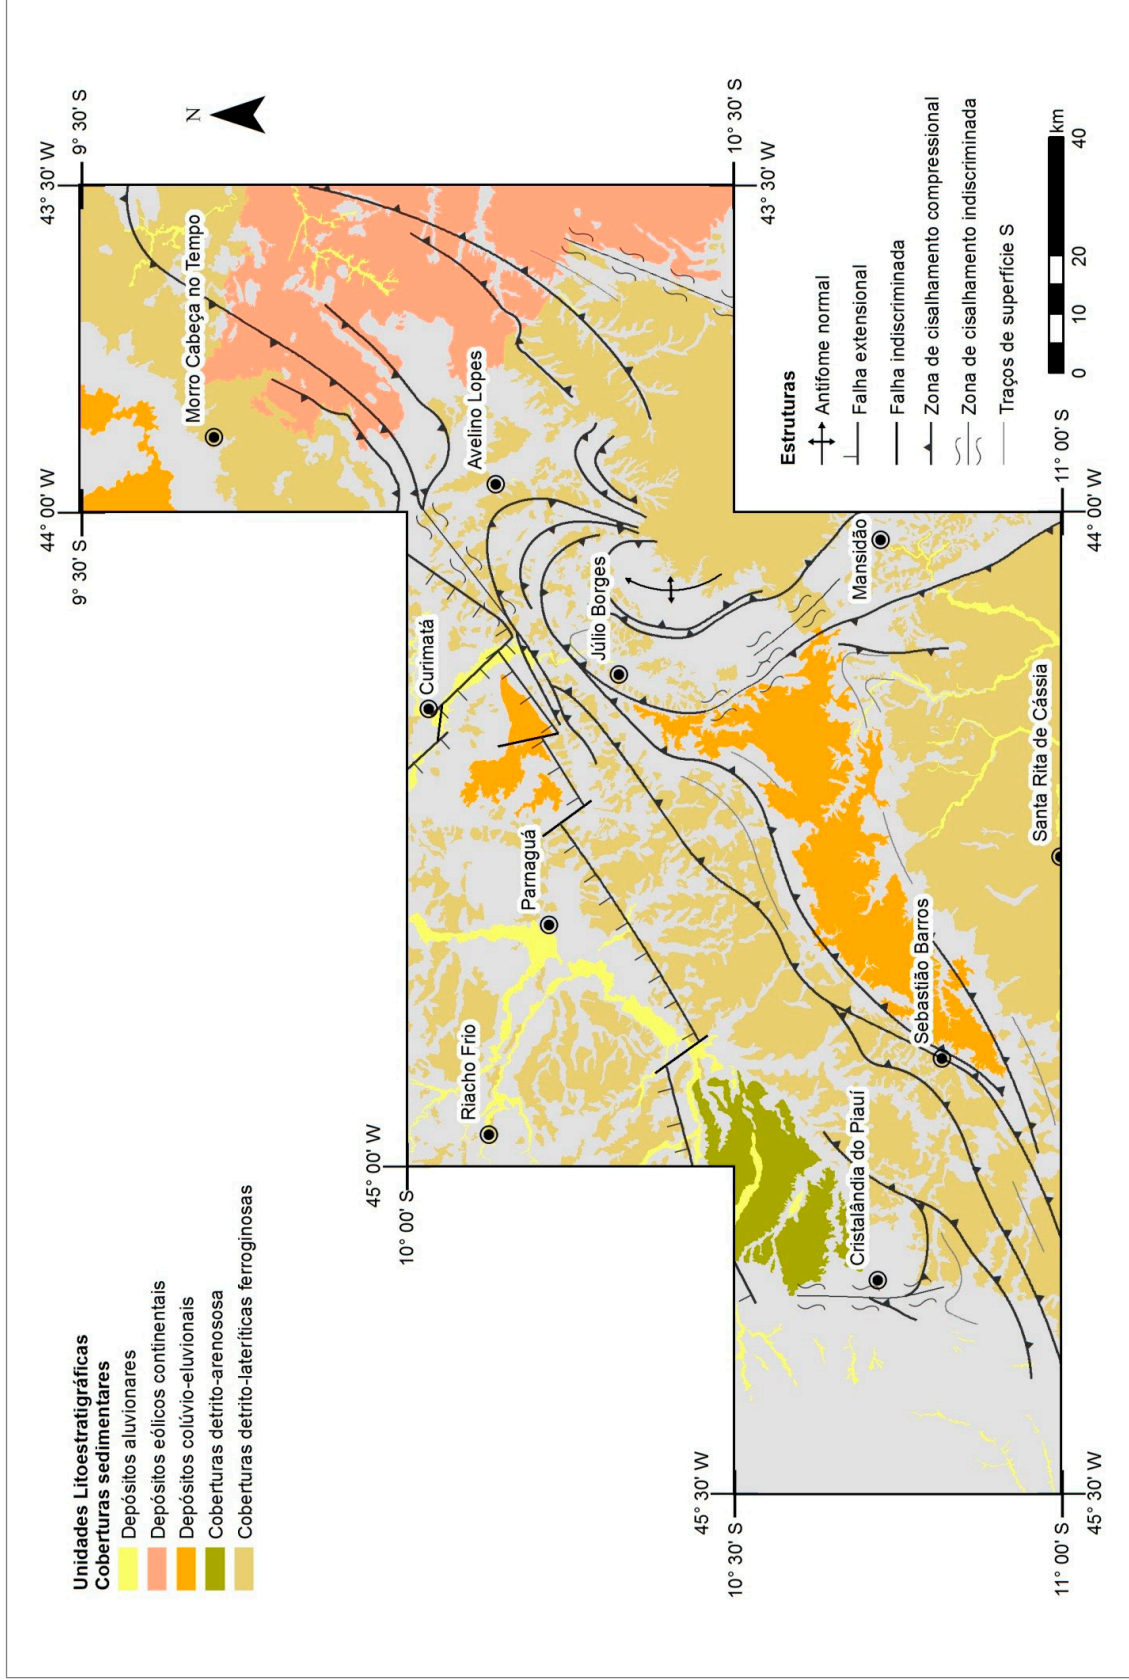 Unidades Litoestratigráficas
Coberturas sedimentares
Depósitos aluvionares
Depósitos eólicos continentais
Depósitos colúvio-eluvionais
Coberturas detrito-arenososa
Coberturas detrito-lateríticas ferroginosas
44° 00' W
43° 30' W
9° 30' S
9° 30' S
N
Morro Cabeça no Tempo
45° 00' W
10° 00' S
Curimatá
Avelino Lopes
Riacho Frio
Parnaguá
Júlio Borges
45° 30' W
10° 30' S
10° 30' S
43° 30' W
Cristalândia do Piauí
Sebastião Barros
Mansidão
Santa Rita de Cássia
11° 00' S
45° 30' W
11° 00' S
44° 00' W
Estruturas
Antifome normal
Falha extensional
Falha indiscriminada
Zona de cisalhamento compressional
Zona de cisalhamento indiscriminada
Traços de superfície S
km
0 10 20 40